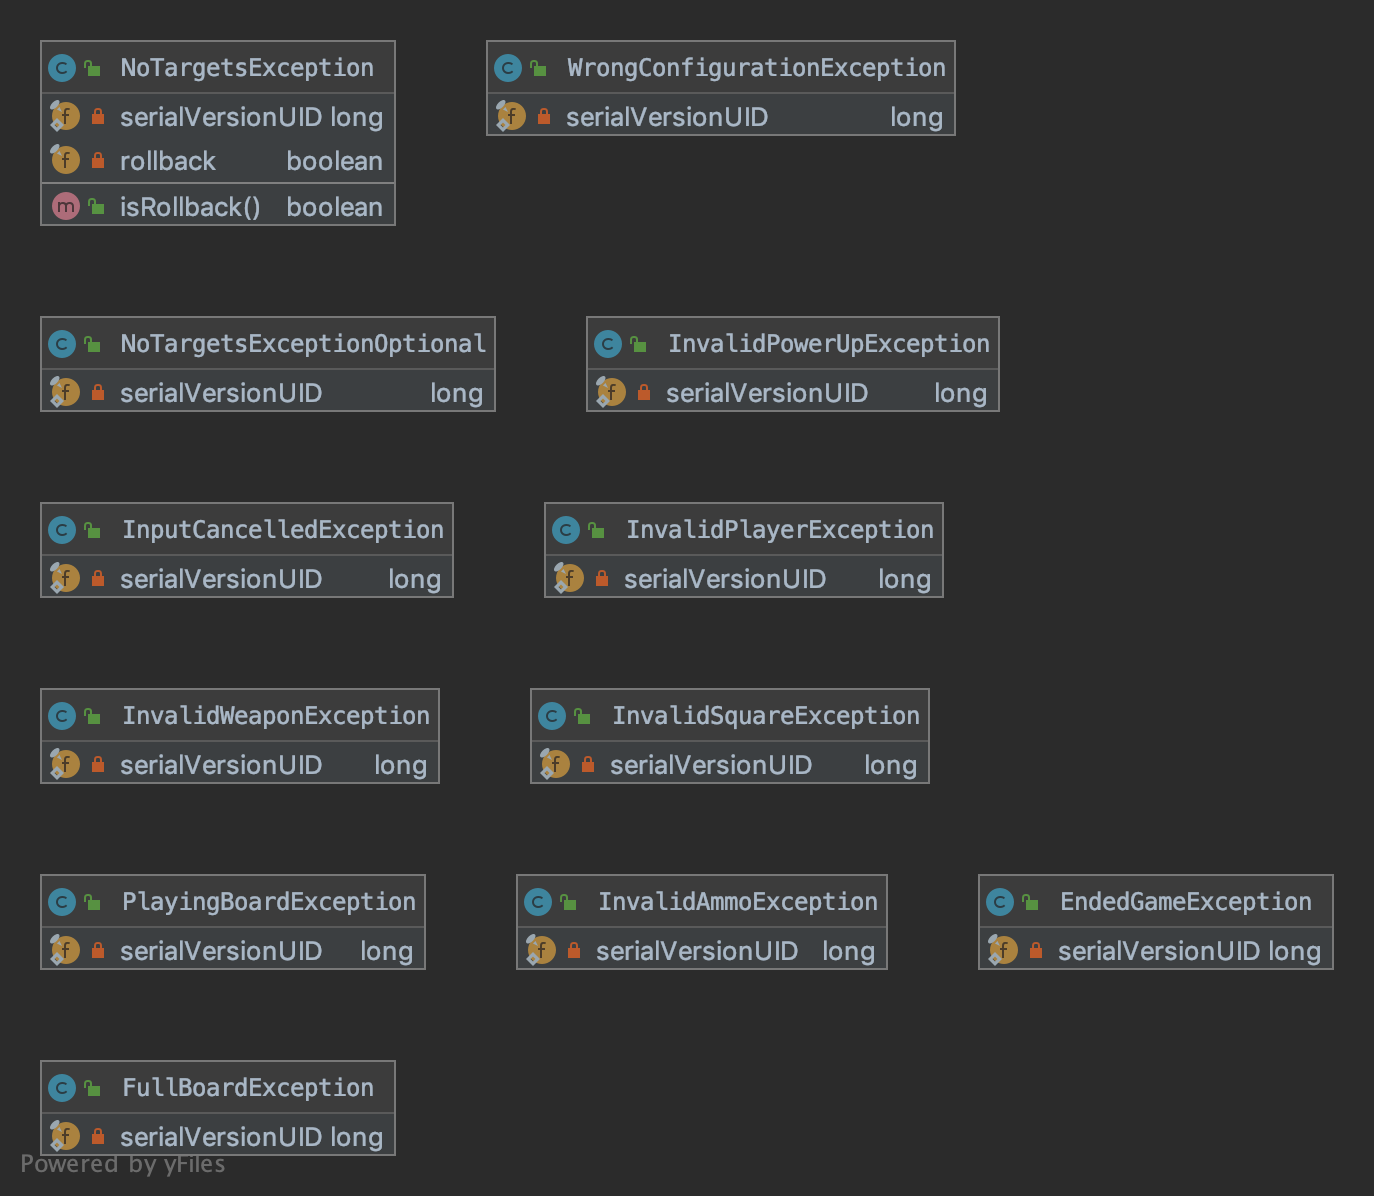 NoTargetsException
serialVersionUID long
rollback boolean
isRollback() boolean
WrongConfigurationException
serialVersionUID long
NoTargetsExceptionOptional
serialVersionUID long
InvalidPowerUpException
serialVersionUID long
InputCancelledException
serialVersionUID long
InvalidPlayerException
serialVersionUID long
InvalidWeaponException
serialVersionUID long
InvalidSquareException
serialVersionUID long
PlayingBoardException
serialVersionUID long
InvalidAmmoException
serialVersionUID long
EndedGameException
serialVersionUID long
FullBoardException
serialVersionUID long
Powered by yFiles